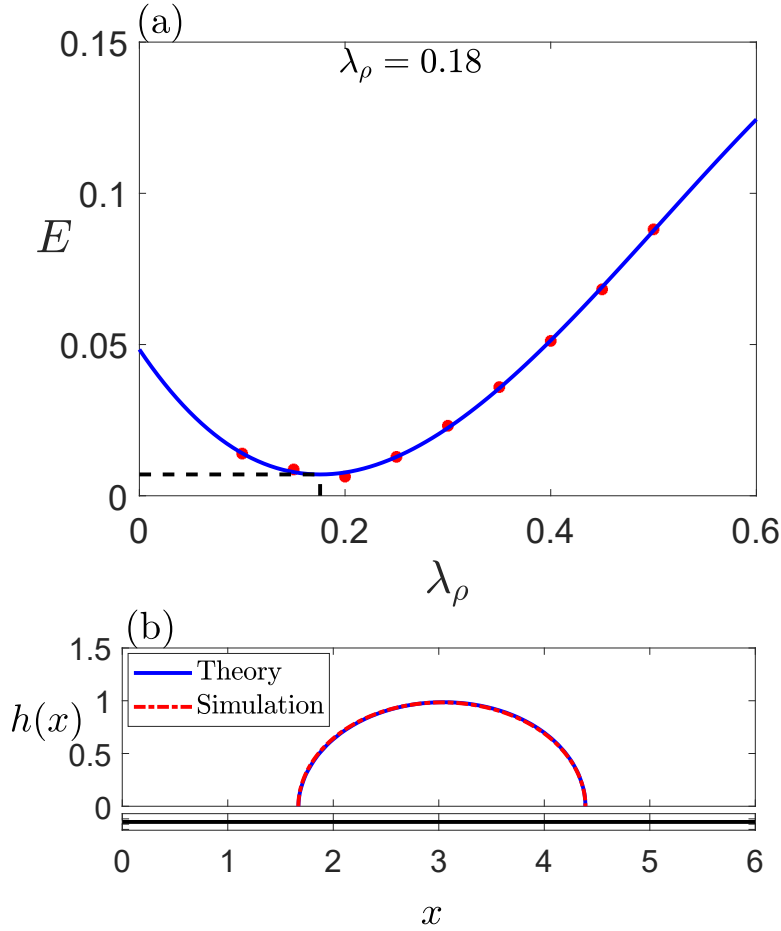 (a)
λ_ρ = 0.18
0.15
0.1
E
0.05
0
0 0.2 0.4 0.6
λ_ρ
(b)
1.5
Theory
1
Simulation
h(x)
0.5
0
0 1 2 3 4 5 6
x